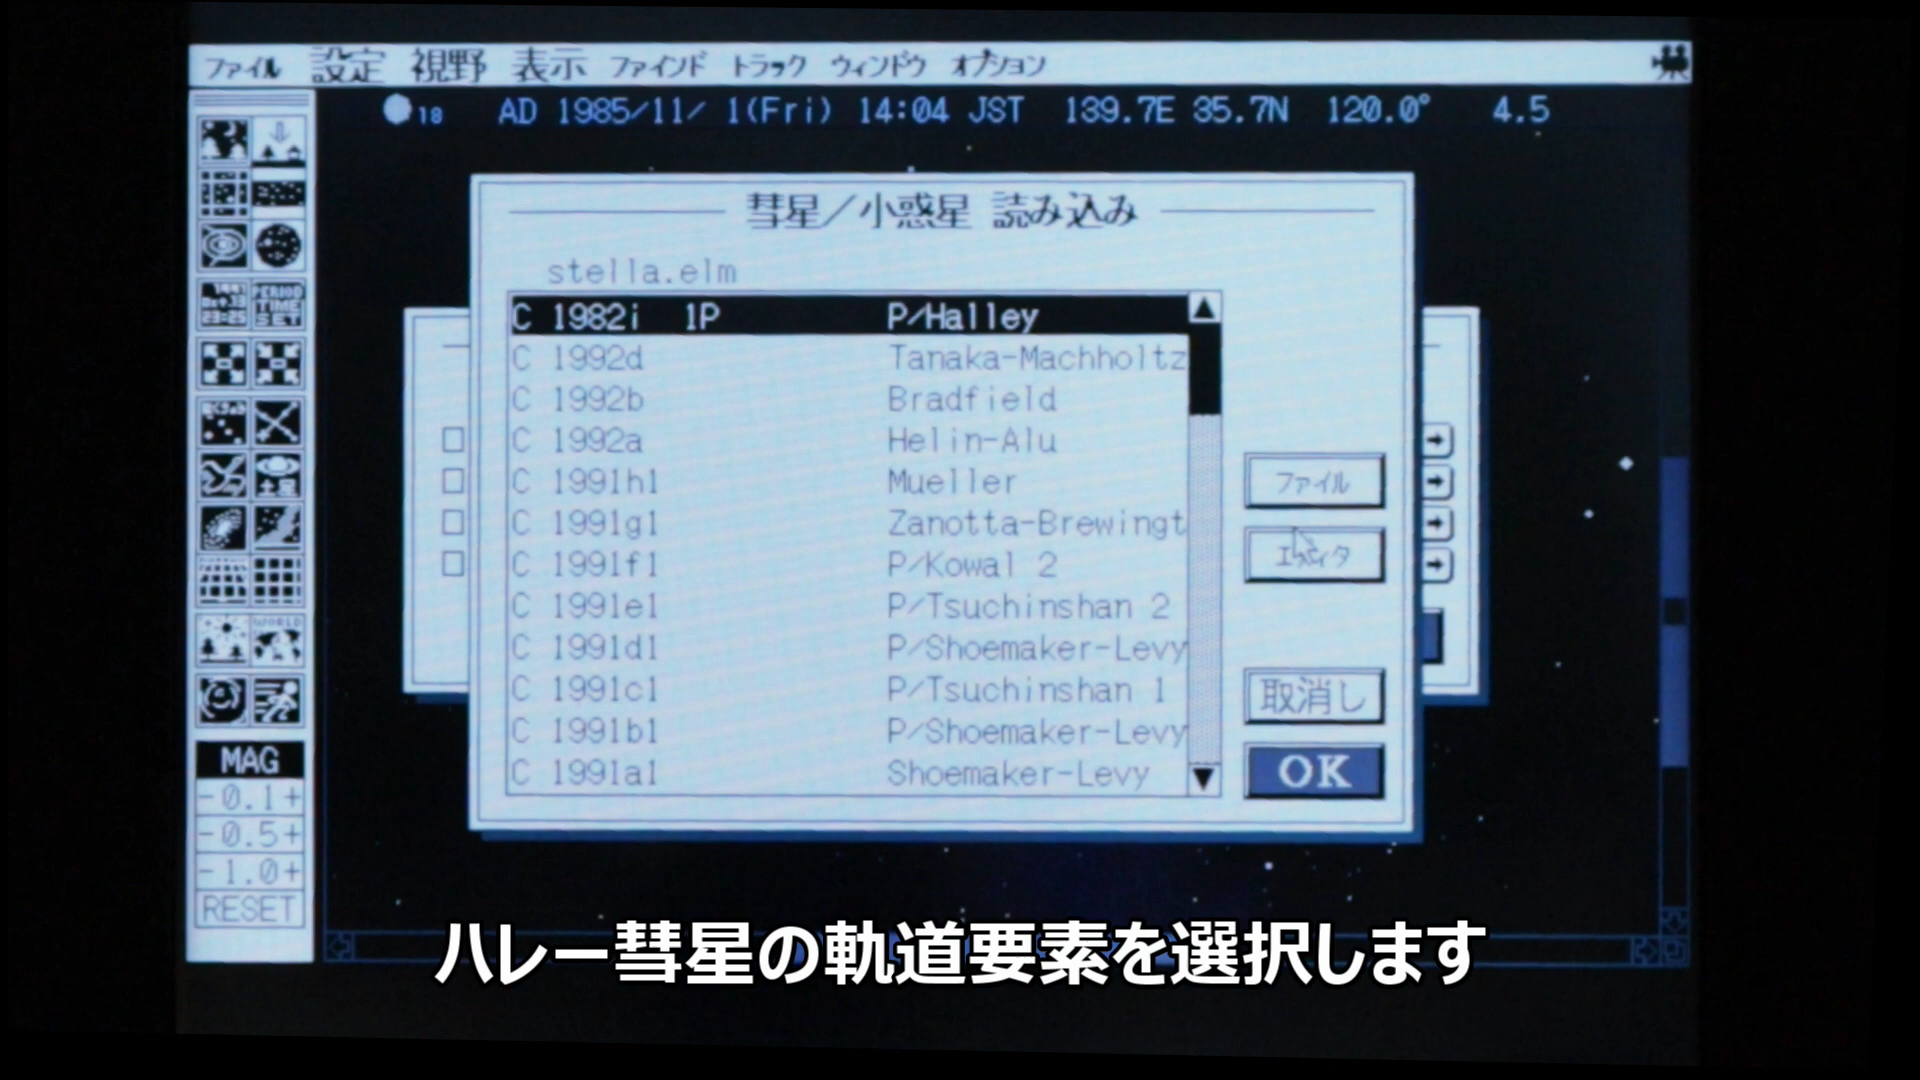 ファイル 設定 視野 表示 ファインド トラック ウィンドウ オプション
18 AD 1985/11/ 1(Fri) 14:04 JST 139.7E 35.7N 120.0° 4.5
彗星/小惑星 読み込み
stella.elm
C 1982i 1P P/Halley
C 1992d Tanaka-Machholtz
C 1992b Bradfield
C 1992a Helin-Alu
C 1991h1 Mueller
C 1991g1 Zanotta-Brewingt
C 1991f1 P/Kowal 2
C 1991e1 P/Tsuchinshan 2
C 1991d1 P/Shoemaker-Levy
C 1991c1 P/Tsuchinshan 1
C 1991b1 P/Shoemaker-Levy
C 1991a1 Shoemaker-Levy
ファイル
エディタ
取消し
OK
PERIOD
TIME
SET
土星
WORLD
MAG
-0.1+
-0.5+
-1.0+
RESET
ハレー彗星の軌道要素を選択します